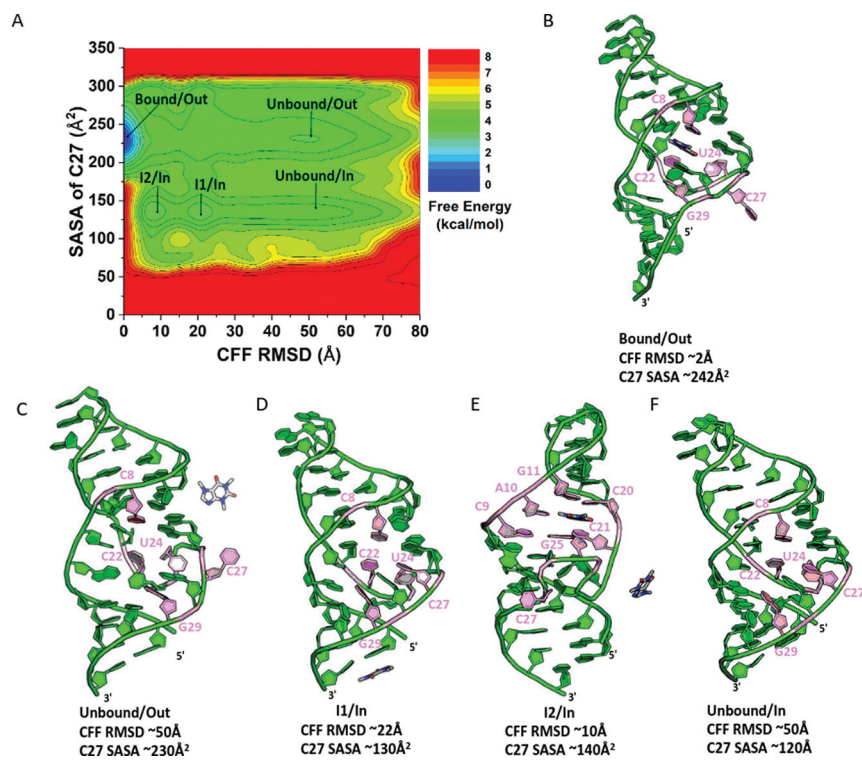 A
350
300
250
200
150
100
50
0
SASA of C27 (Å²)
Bound/Out
Unbound/Out
I2/In
I1/In
Unbound/In
0 10 20 30 40 50 60 70 80
CFF RMSD (Å)
8
7
6
5
4
3
2
1
0
Free Energy
(kcal/mol)
B
C8
U24
C22
C27
G29
5'
3'
Bound/Out
CFF RMSD ~2Å
C27 SASA ~242Å²
C
C8
U24
C22
C27
G29
5'
3'
Unbound/Out
CFF RMSD ~50Å
C27 SASA ~230Å²
D
C8
C22
U24
C27
G29
5'
3'
I1/In
CFF RMSD ~22Å
C27 SASA ~130Å²
E
G11
A10
C20
C9
C21
G25
C27
5'
3'
I2/In
CFF RMSD ~10Å
C27 SASA ~140Å²
F
C8
U24
C22
C27
G29
5'
3'
Unbound/In
CFF RMSD ~50Å
C27 SASA ~120Å